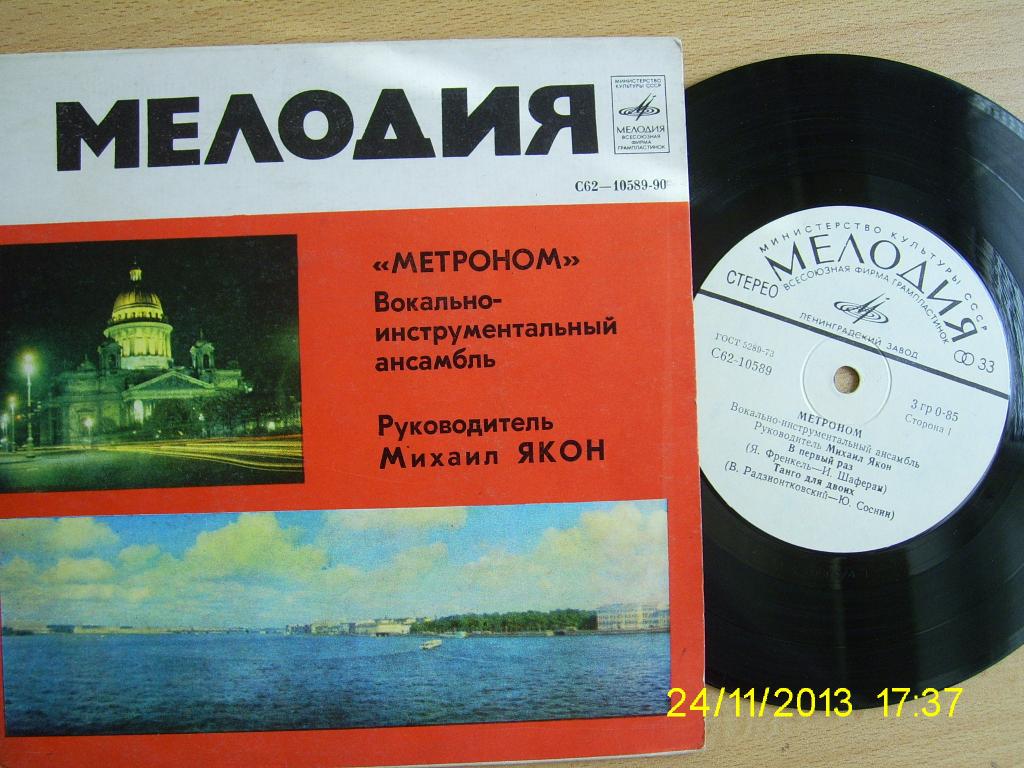 МЕЛОДИЯ
МИНИСТЕРСТВО
КУЛЬТУРЫ СССР
МЕЛОДИЯ
ВСЕСОЮЗНАЯ
ФИРМА
ГРАМПЛАСТИНОК
С62—10589-90
«МЕТРОНОМ»
Вокально-
инструментальный
ансамбль
Руководитель
Михаил ЯКОН
МИНИСТЕРСТВО КУЛЬТУРЫ СССР
МЕЛОДИЯ
ВСЕСОЮЗНАЯ ФИРМА ГРАМПЛАСТИНОК
СТЕРЕО
ЛЕНИНГРАДСКИЙ ЗАВОД
33
ГОСТ 5289-73
С62-10589
3 гр 0-85
Сторона 1
МЕТРОНОМ
Вокально-инструментальный ансамбль
Руководитель Михаил Якон
В первый раз
(Я. Френкель—И. Шаферан)
Танго для двоих
(В. Радзионтковский—Ю. Соснин)
24/11/2013 17:37